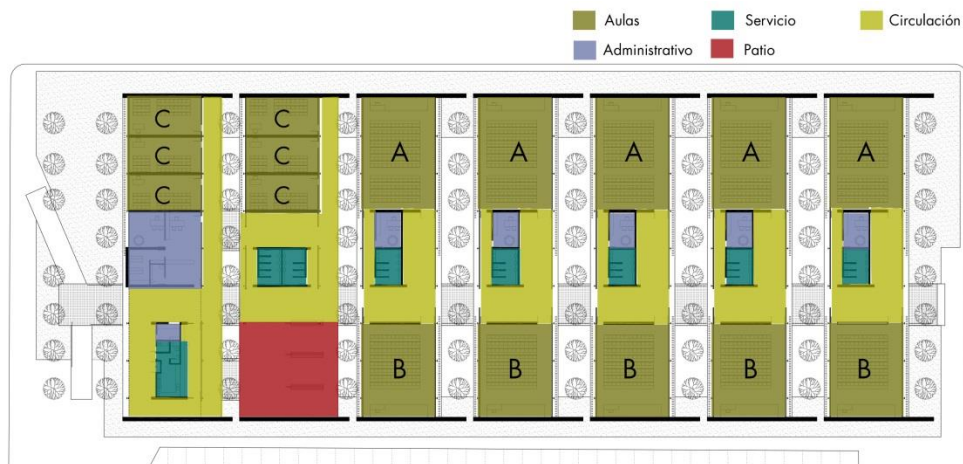 Aulas Servicio Circulación
Administrativo Patio
C C A A A A A
C C
C C
B B B B B